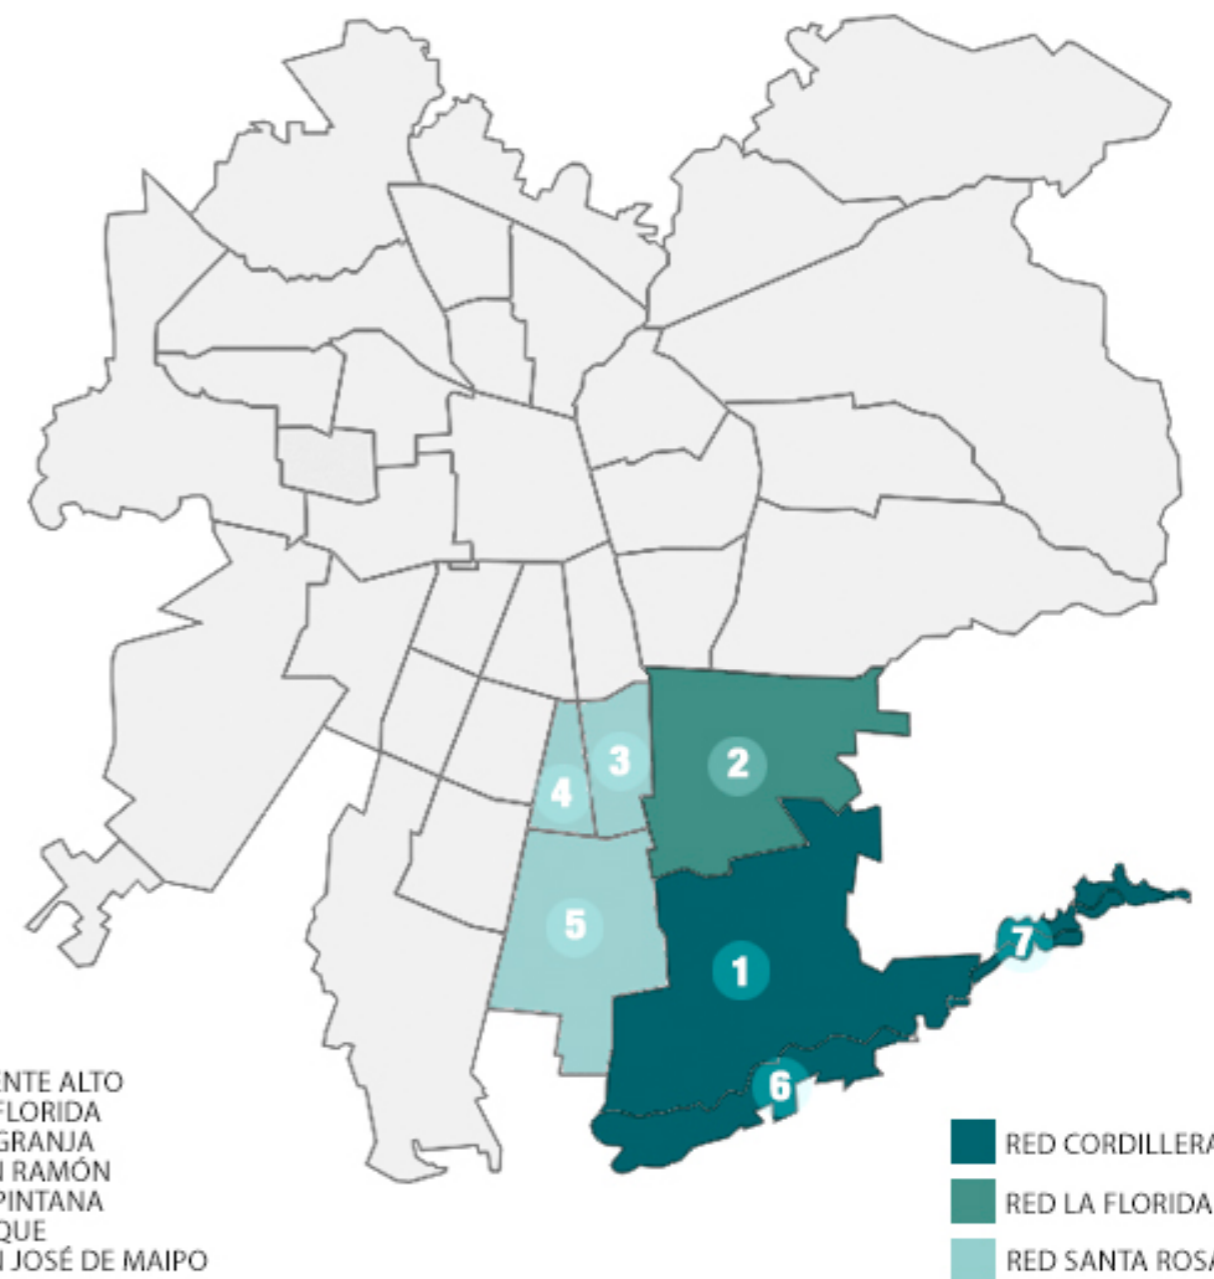 2
3
4
5
1
7
6
ENTE ALTO
FLORIDA
GRANJA
N RAMÓN
PINTANA
QUE
N JOSÉ DE MAIPO
RED CORDILLERA
RED LA FLORIDA
RED SANTA ROSA